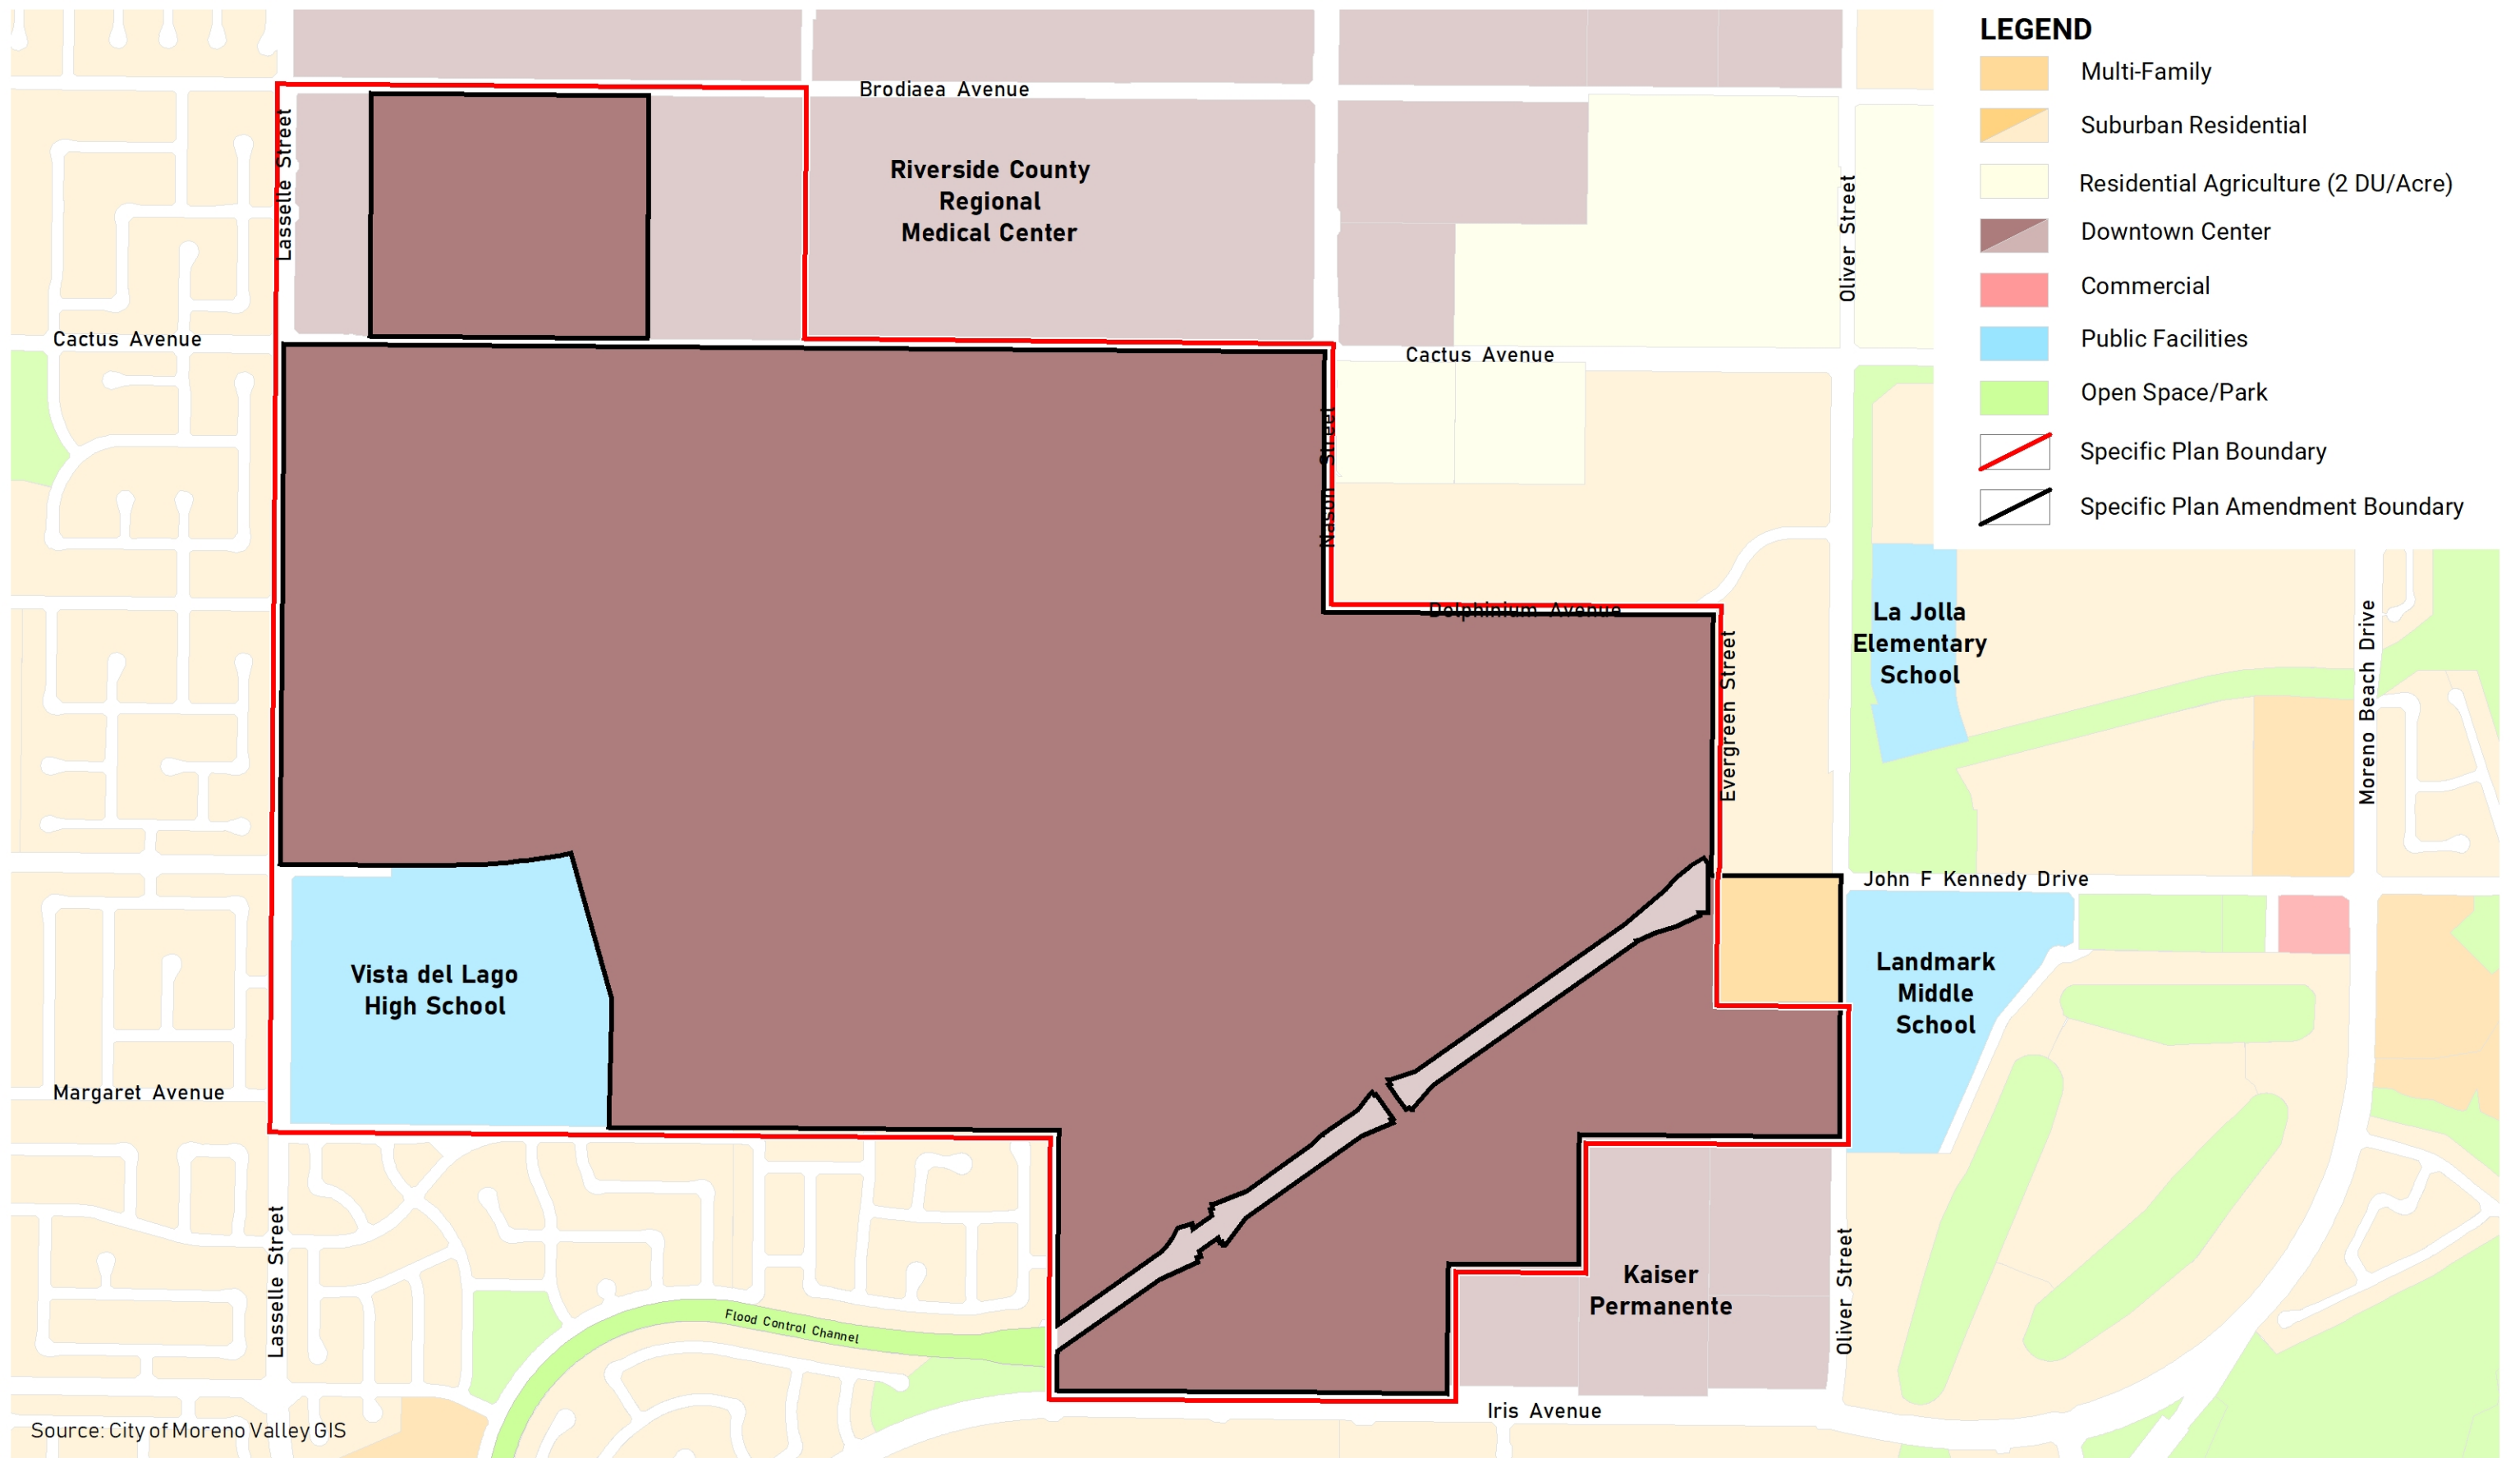 LEGEND
Multi-Family
Suburban Residential
Residential Agriculture (2 DU/Acre)
Downtown Center
Commercial
Public Facilities
Open Space/Park
Specific Plan Boundary
Specific Plan Amendment Boundary
Brodiaea Avenue
Lasselle Street
Riverside County
Regional
Medical Center
Oliver Street
Cactus Avenue
Cactus Avenue
Nason Street
Delphinium Avenue
Evergreen Street
La Jolla
Elementary
School
Moreno Beach Drive
John F Kennedy Drive
Vista del Lago
High School
Landmark
Middle
School
Margaret Avenue
Lasselle Street
Flood Control Channel
Kaiser
Permanente
Oliver Street
Iris Avenue
Source: City of Moreno Valley GIS